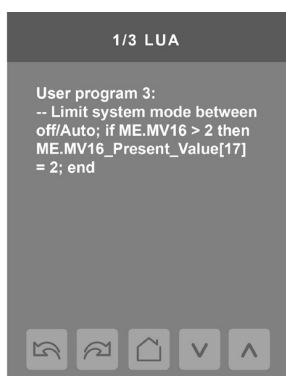 1/3 LUA
User program 3:
-- Limit system mode between
off/Auto; if ME.MV16 > 2 then
ME.MV16_Present_Value[17]
= 2; end